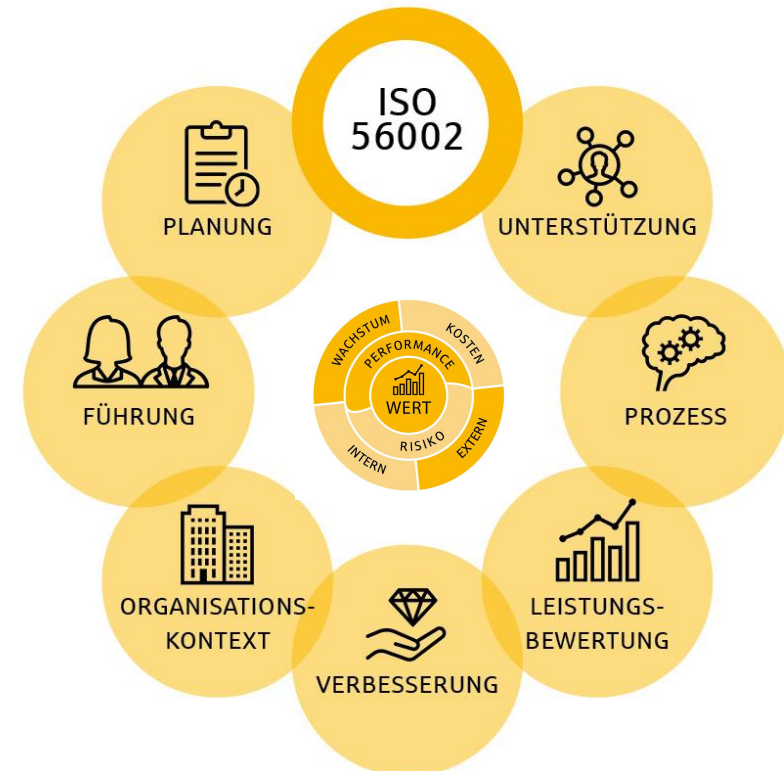 ISO
56002
PLANUNG
UNTERSTÜTZUNG
WACHSTUM
KOSTEN
PERFORMANCE
WERT
FÜHRUNG
PROZESS
RISIKO
INTERN
EXTERN
ORGANISATIONS-
KONTEXT
LEISTUNGS-
BEWERTUNG
VERBESSERUNG